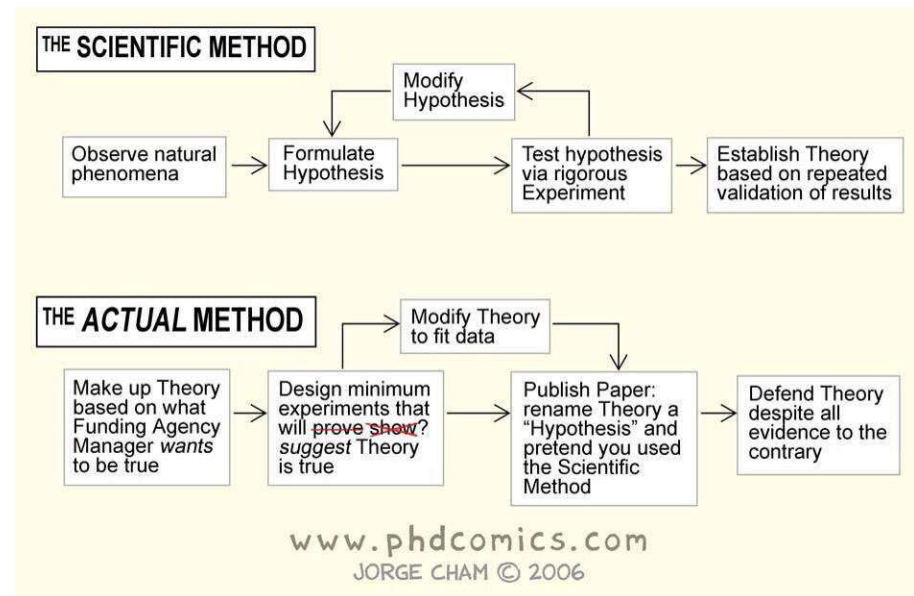 THE SCIENTIFIC METHOD
Modify
Hypothesis
Observe natural
phenomena
Formulate
Hypothesis
Test hypothesis
via rigorous
Experiment
Establish Theory
based on repeated
validation of results
THE ACTUAL METHOD
Modify Theory
to fit data
Make up Theory
based on what
Funding Agency
Manager wants
to be true
Design minimum
experiments that
will prove show?
suggest Theory
is true
Publish Paper:
rename Theory a
“Hypothesis” and
pretend you used
the Scientific
Method
Defend Theory
despite all
evidence to the
contrary
www.phdcomics.com
JORGE CHAM © 2006